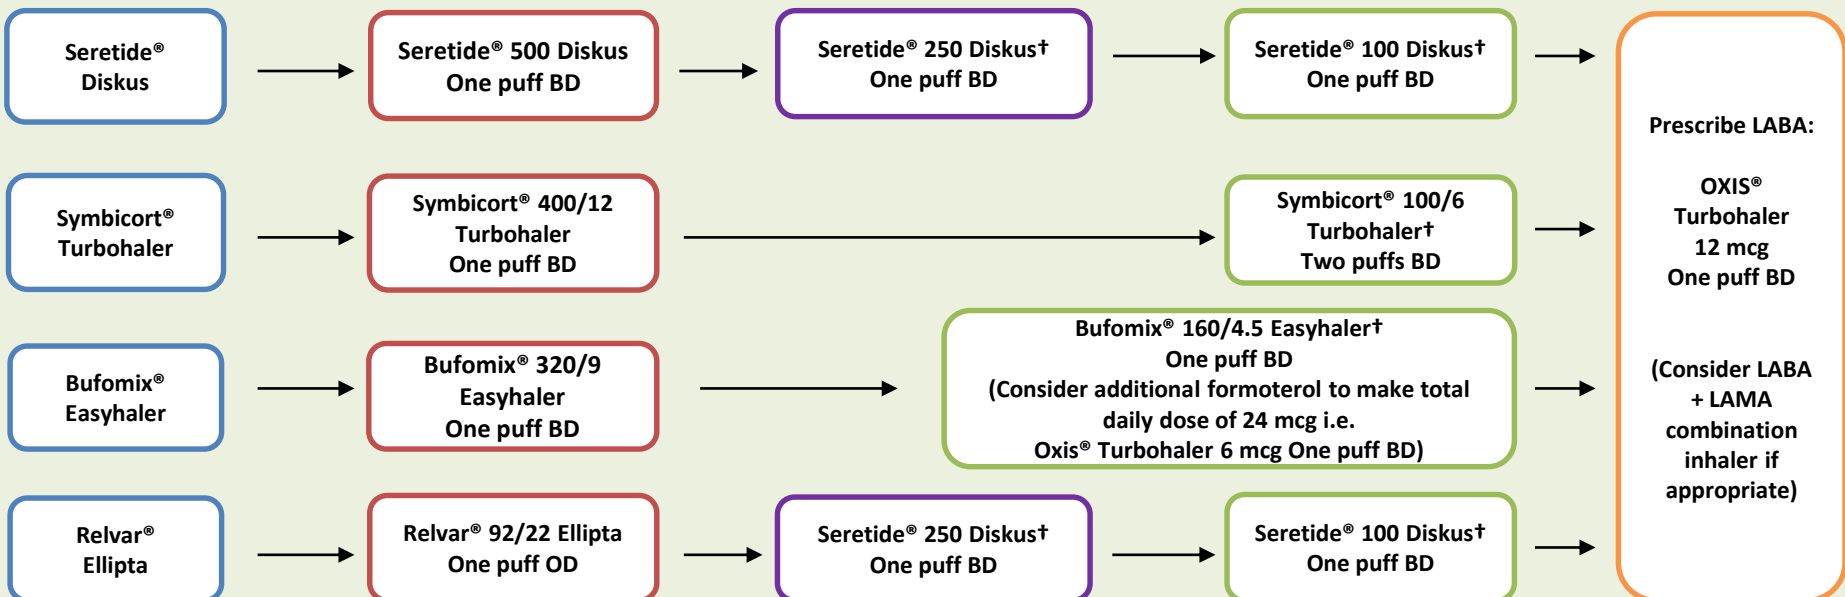 Seretide® Diskus
Seretide® 500 Diskus
One puff BD
Seretide® 250 Diskus†
One puff BD
Seretide® 100 Diskus†
One puff BD
Symbicort®
Turbohaler
Symbicort® 400/12
Turbohaler
One puff BD
Symbicort® 100/6
Turbohaler†
Two puffs BD
Bufomix®
Easyhaler
Bufomix® 320/9
Easyhaler
One puff BD
Bufomix® 160/4.5 Easyhaler†
One puff BD
(Consider additional formoterol to make total
daily dose of 24 mcg i.e.
Oxis® Turbohaler 6 mcg One puff BD)
Relvar®
Ellipta
Relvar® 92/22 Ellipta
One puff OD
Seretide® 250 Diskus†
One puff BD
Seretide® 100 Diskus†
One puff BD
Prescribe LABA:
OXIS®
Turbohaler
12 mcg
One puff BD
(Consider LABA
+ LAMA
combination
inhaler if
appropriate)